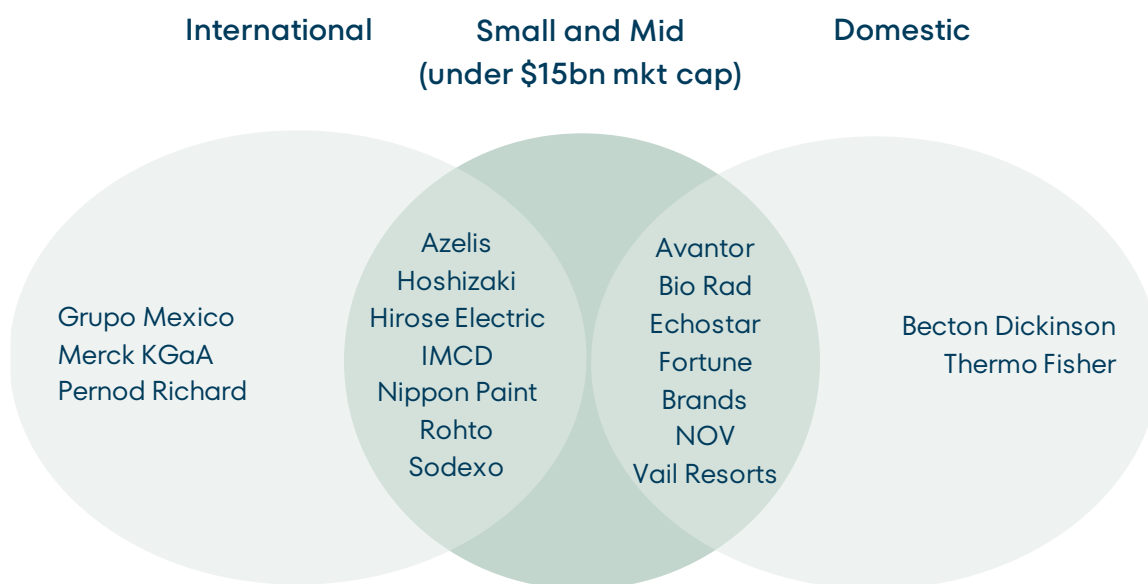 International
Small and Mid
(under $15bn mkt cap)
Domestic
Grupo Mexico
Merck KGaA
Pernod Richard
Azelis
Hoshizaki
Hirose Electric
IMCD
Nippon Paint
Rohto
Sodexo
Avantor
Bio Rad
Echostar
Fortune
Brands
NOV
Vail Resorts
Becton Dickinson
Thermo Fisher